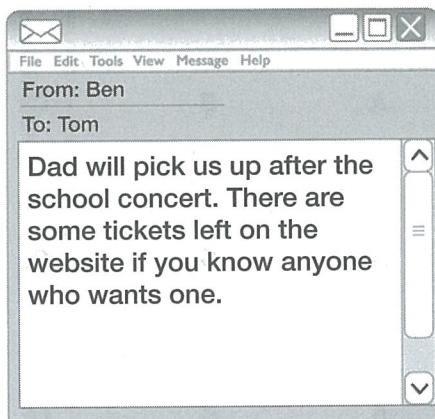 File Edit Tools View Message Help
From: Ben
To: Tom
Dad will pick us up after the
school concert. There are
some tickets left on the
website if you know anyone
who wants one.